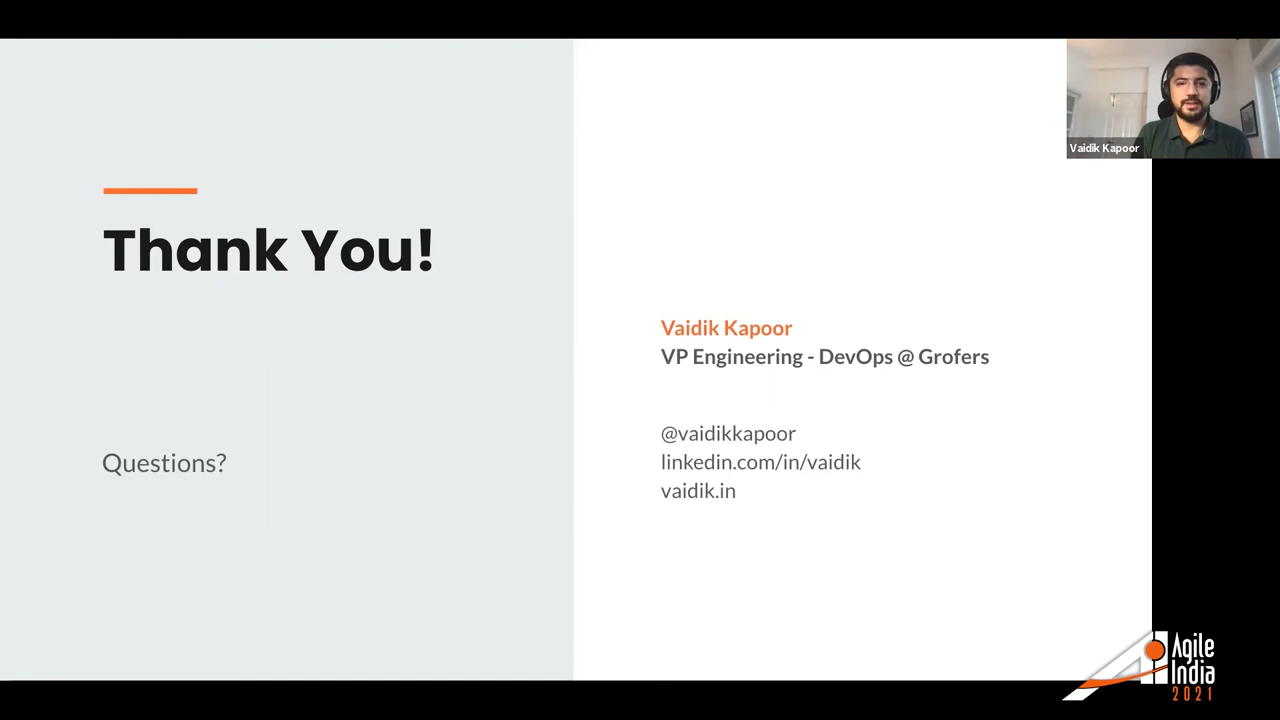 Thank You!
Questions?
Vaidik Kapoor
VP Engineering - DevOps @ Grofers
@vaidikkapoor
linkedin.com/in/vaidik
vaidik.in
Vaidik Kapoor
Agile
India
2021